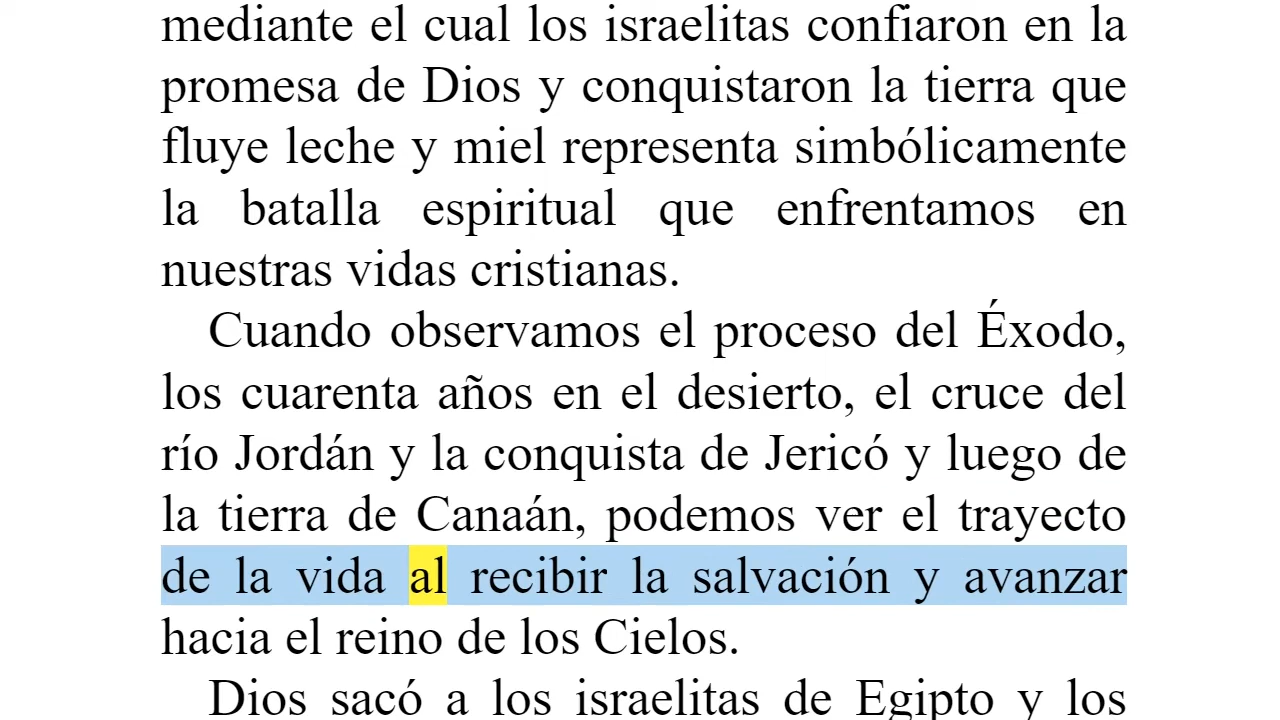 mediante el cual los israelitas confiaron en la
promesa de Dios y conquistaron la tierra que
fluye leche y miel representa simbólicamente
la batalla espiritual que enfrentamos en
nuestras vidas cristianas.
Cuando observamos el proceso del Éxodo,
los cuarenta años en el desierto, el cruce del
río Jordán y la conquista de Jericó y luego de
la tierra de Canaán, podemos ver el trayecto
de la vida al recibir la salvación y avanzar
hacia el reino de los Cielos.
Dios sacó a los israelitas de Egipto y los